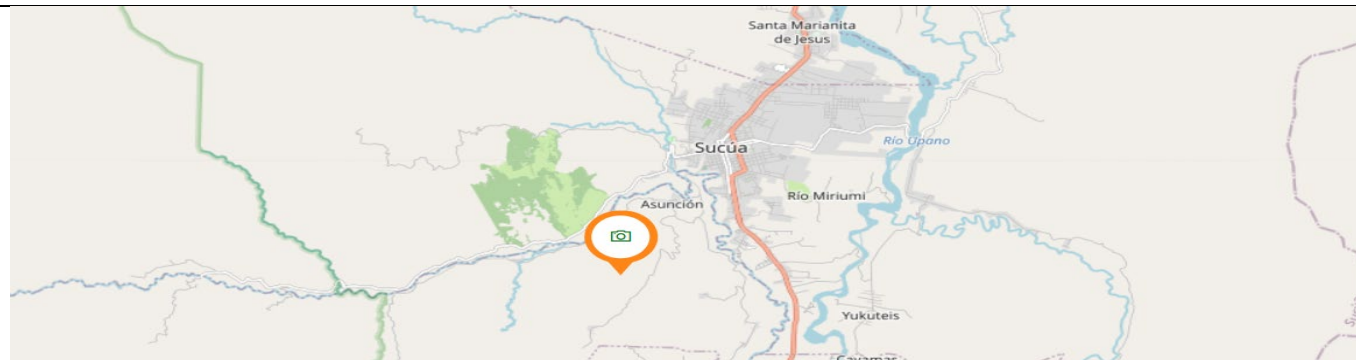 Santa Marianita
de Jesus
Río Upano
Sucúa
Río Miriumi
Asunción
Yukuteis